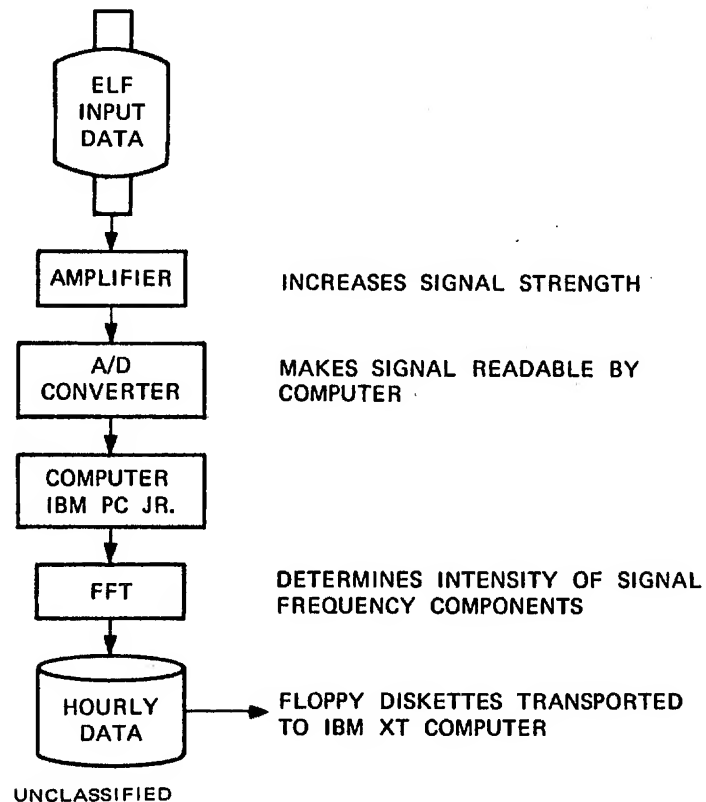 ELF
INPUT
DATA
AMPLIFIER
INCREASES SIGNAL STRENGTH
A/D
CONVERTER
MAKES SIGNAL READABLE BY
COMPUTER
COMPUTER
IBM PC JR.
FFT
DETERMINES INTENSITY OF SIGNAL
FREQUENCY COMPONENTS
HOURLY
DATA
FLOPPY DISKETTES TRANSPORTED
TO IBM XT COMPUTER
UNCLASSIFIED